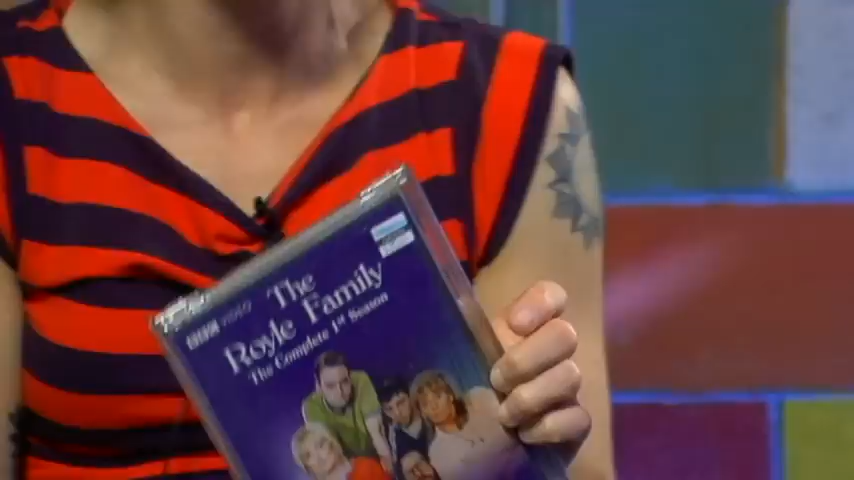 BBC VIDEO
The
Royle Family
The Complete 1st Season